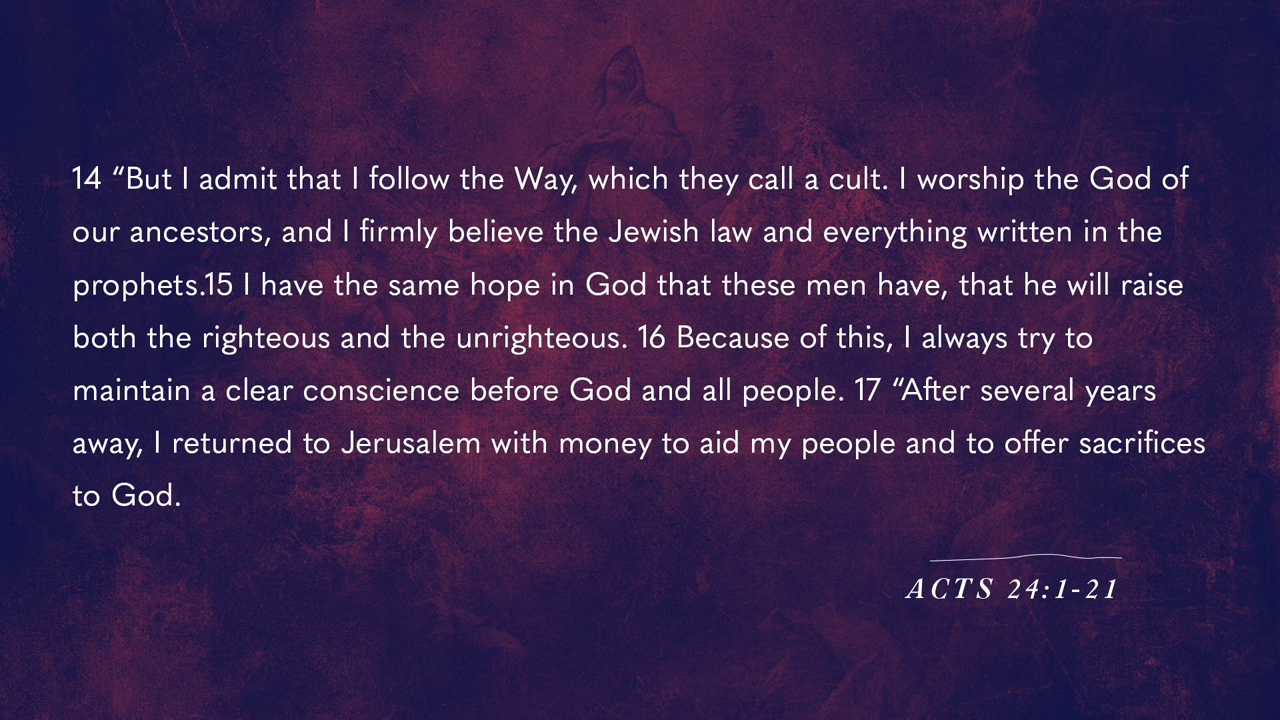 14 “But I admit that I follow the Way, which they call a cult. I worship the God of
our ancestors, and I firmly believe the Jewish law and everything written in the
prophets.15 I have the same hope in God that these men have, that he will raise
both the righteous and the unrighteous. 16 Because of this, I always try to
maintain a clear conscience before God and all people. 17 “After several years
away, I returned to Jerusalem with money to aid my people and to offer sacrifices
to God.
ACTS 24:1-21